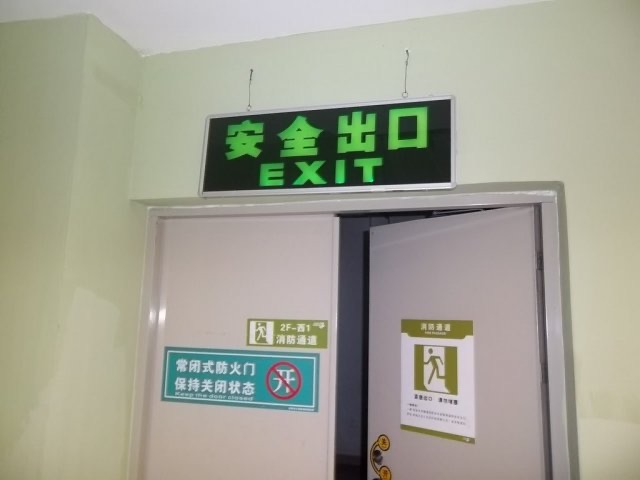 安全出口
EXIT
2F-西1
消防通道
常闭式防火门
保持关闭状态
Keep the door closed
开
消防通道